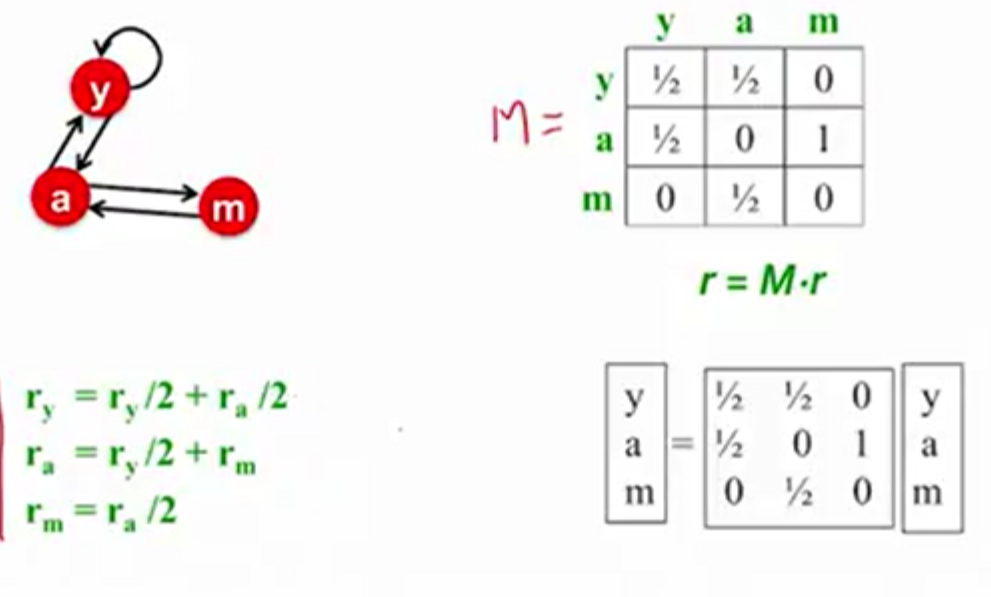 y
a
m
y a m
M =
y ½ ½ 0
a ½ 0 1
m 0 ½ 0
r = M·r
r_y = r_y /2 + r_a /2
r_a = r_y /2 + r_m
r_m = r_a /2
y ½ ½ 0 y
a = ½ 0 1 a
m 0 ½ 0 m